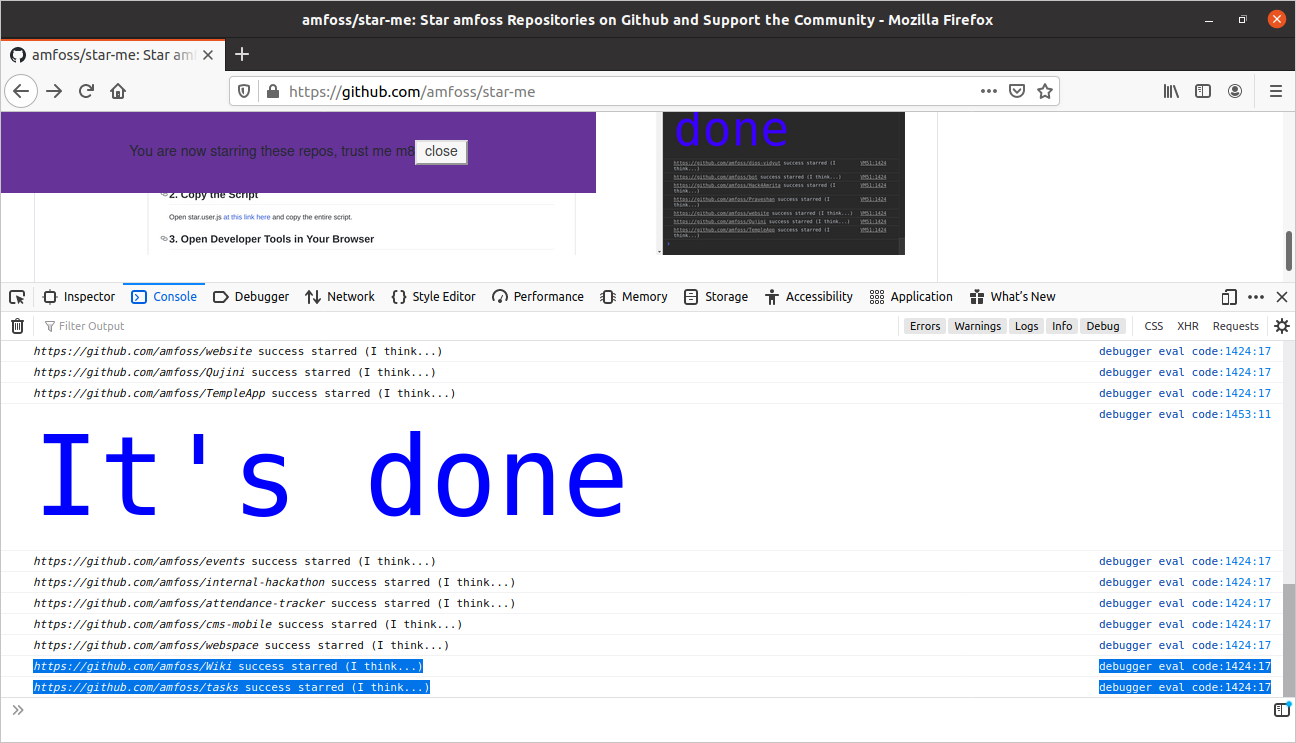 amfoss/star-me: Star amfoss Repositories on Github and Support the Community - Mozilla Firefox
amfoss/star-me: Star amf
https://github.com/amfoss/star-me
You are now starring these repos, trust me m8 close
2. Copy the Script
Open star.user.js at this link here and copy the entire script.
3. Open Developer Tools in Your Browser
done
https://github.com/amfoss/dios-vidyut success starred (I think...) VM51:1424
https://github.com/amfoss/bot success starred (I think...) VM51:1424
https://github.com/amfoss/Hack4Amrita success starred (I think...) VM51:1424
https://github.com/amfoss/Praveshan success starred (I think...) VM51:1424
https://github.com/amfoss/website success starred (I think...) VM51:1424
https://github.com/amfoss/Qujini success starred (I think...) VM51:1424
https://github.com/amfoss/TempleApp success starred (I think...) VM51:1424
Inspector Console Debugger Network Style Editor Performance Memory Storage Accessibility Application What's New
Filter Output Errors Warnings Logs Info Debug CSS XHR Requests
https://github.com/amfoss/website success starred (I think...) debugger eval code:1424:17
https://github.com/amfoss/Qujini success starred (I think...) debugger eval code:1424:17
https://github.com/amfoss/TempleApp success starred (I think...) debugger eval code:1424:17
debugger eval code:1453:11
It's done
https://github.com/amfoss/events success starred (I think...) debugger eval code:1424:17
https://github.com/amfoss/internal-hackathon success starred (I think...) debugger eval code:1424:17
https://github.com/amfoss/attendance-tracker success starred (I think...) debugger eval code:1424:17
https://github.com/amfoss/cms-mobile success starred (I think...) debugger eval code:1424:17
https://github.com/amfoss/webspace success starred (I think...) debugger eval code:1424:17
https://github.com/amfoss/Wiki success starred (I think...) debugger eval code:1424:17
https://github.com/amfoss/tasks success starred (I think...) debugger eval code:1424:17